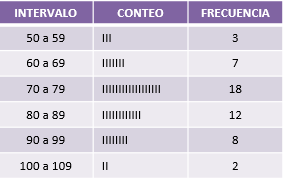 INTERVALO CONTEO FRECUENCIA
50 a 59 III 3
60 a 69 IIIIIII 7
70 a 79 IIIIIIIIIIIIIIIIII 18
80 a 89 IIIIIIIIIIII 12
90 a 99 IIIIIIII 8
100 a 109 II 2